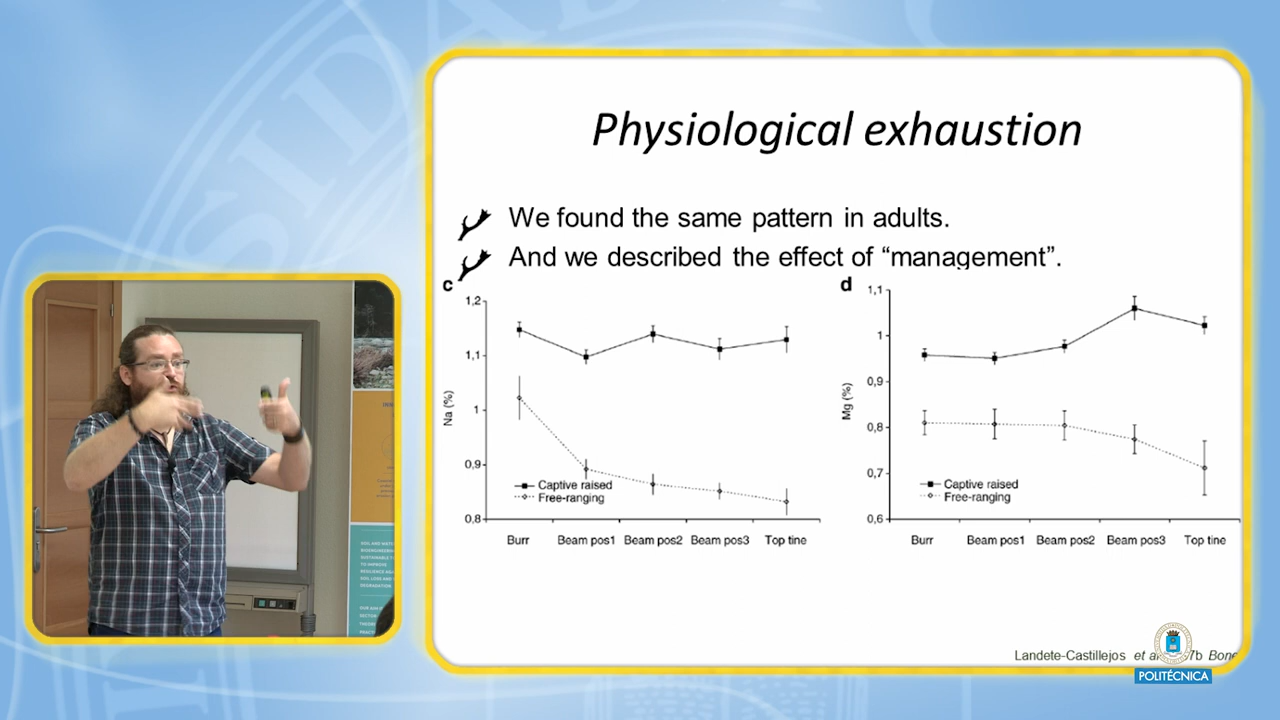 Physiological exhaustion
We found the same pattern in adults.
And we described the effect of “management”.
c
1,2
1,1
1
0,9
0,8
Na (%)
Captive raised
Free-ranging
Burr
Beam pos1
Beam pos2
Beam pos3
Top tine
d
1,1
1
0,9
0,8
0,7
0,6
Mg (%)
Captive raised
Free-ranging
Burr
Beam pos1
Beam pos2
Beam pos3
Top tine
Landete-Castillejos et a 7b Bone
POLITÉCNICA